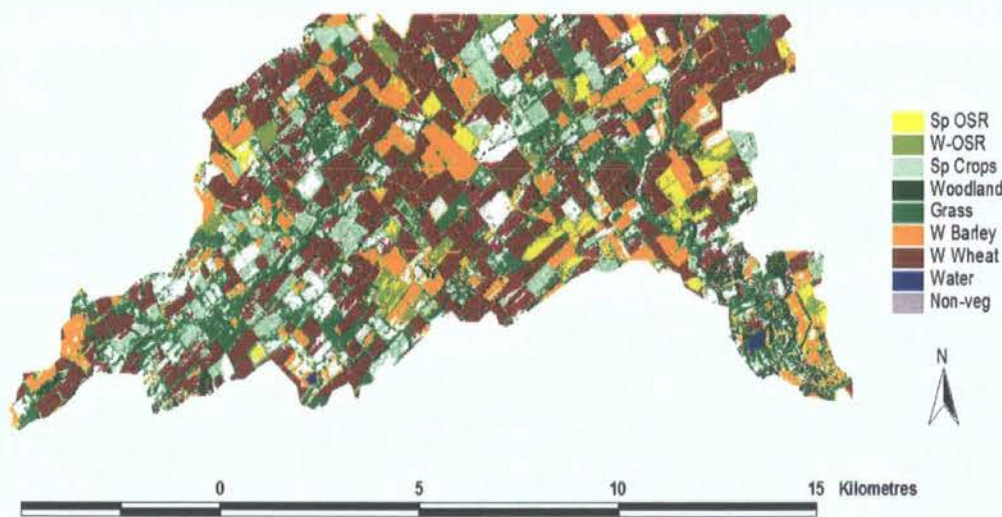 Sp OSR
W-OSR
Sp Crops
Woodland
Grass
W Barley
W Wheat
Water
Non-veg
N
0 5 10 15 Kilometres